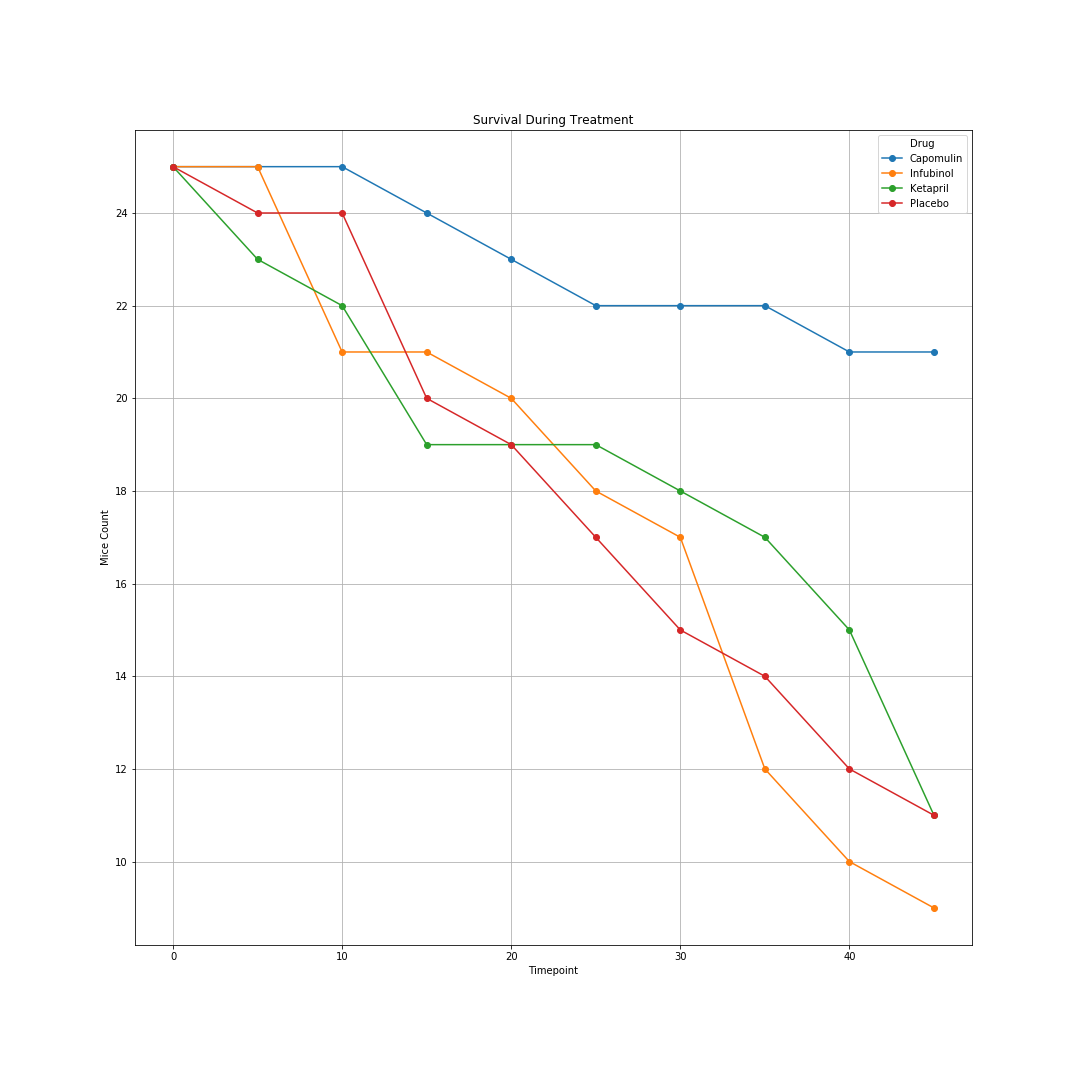 Survival During Treatment
Drug
Capomulin
Infubinol
Ketapril
Placebo
24
22
20
18
16
14
12
10
Mice Count
0 10 20 30 40
Timepoint